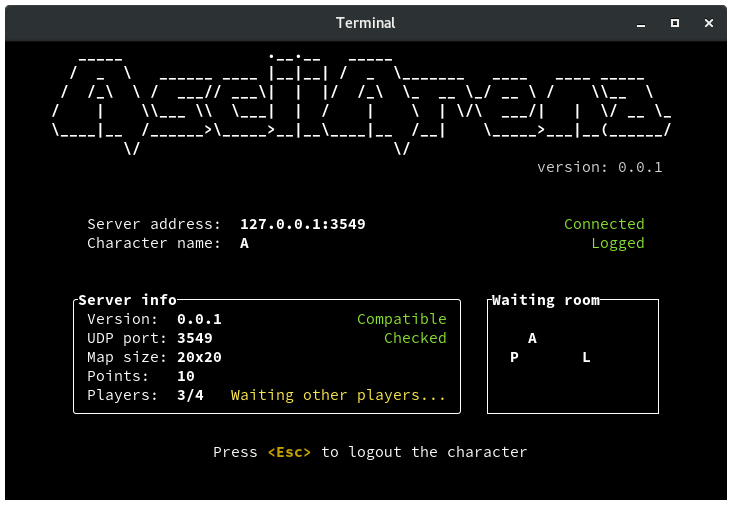 Terminal
AsciiArena
version: 0.0.1
Server address: 127.0.0.1:3549 Connected
Character name: A Logged
Server info
Version: 0.0.1 Compatible
UDP port: 3549 Checked
Map size: 20x20
Points: 10
Players: 3/4 Waiting other players...
Waiting room
A
P L
Press <Esc> to logout the character